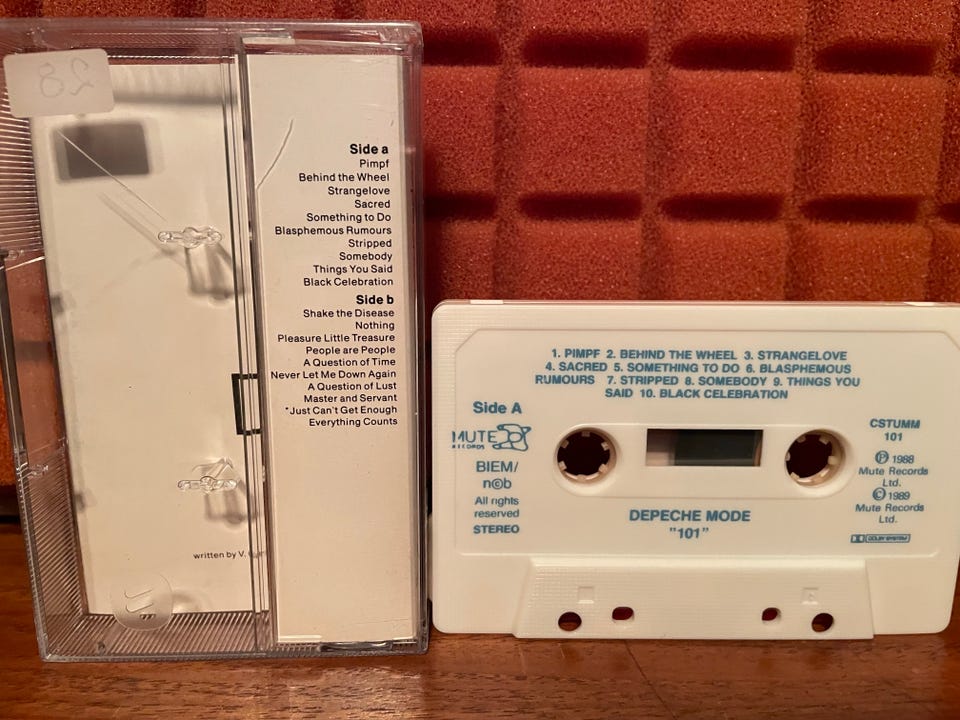 28
Side a
Pimpf
Behind the Wheel
Strangelove
Sacred
Something to Do
Blasphemous Rumours
Stripped
Somebody
Things You Said
Black Celebration
Side b
Shake the Disease
Nothing
Pleasure Little Treasure
People are People
A Question of Time
Never Let Me Down Again
A Question of Lust
Master and Servant
*Just Can't Get Enough
Everything Counts
written by V.
1. PIMPF 2. BEHIND THE WHEEL 3. STRANGELOVE
4. SACRED 5. SOMETHING TO DO 6. BLASPHEMOUS
RUMOURS 7. STRIPPED 8. SOMEBODY 9. THINGS YOU
SAID 10. BLACK CELEBRATION
Side A
MUTE
RECORDS
BIEM/
n©b
All rights
reserved
STEREO
CSTUMM
101
℗ 1988
Mute Records
Ltd.
© 1989
Mute Records
Ltd.
DOLBY SYSTEM
DEPECHE MODE
"101"
A